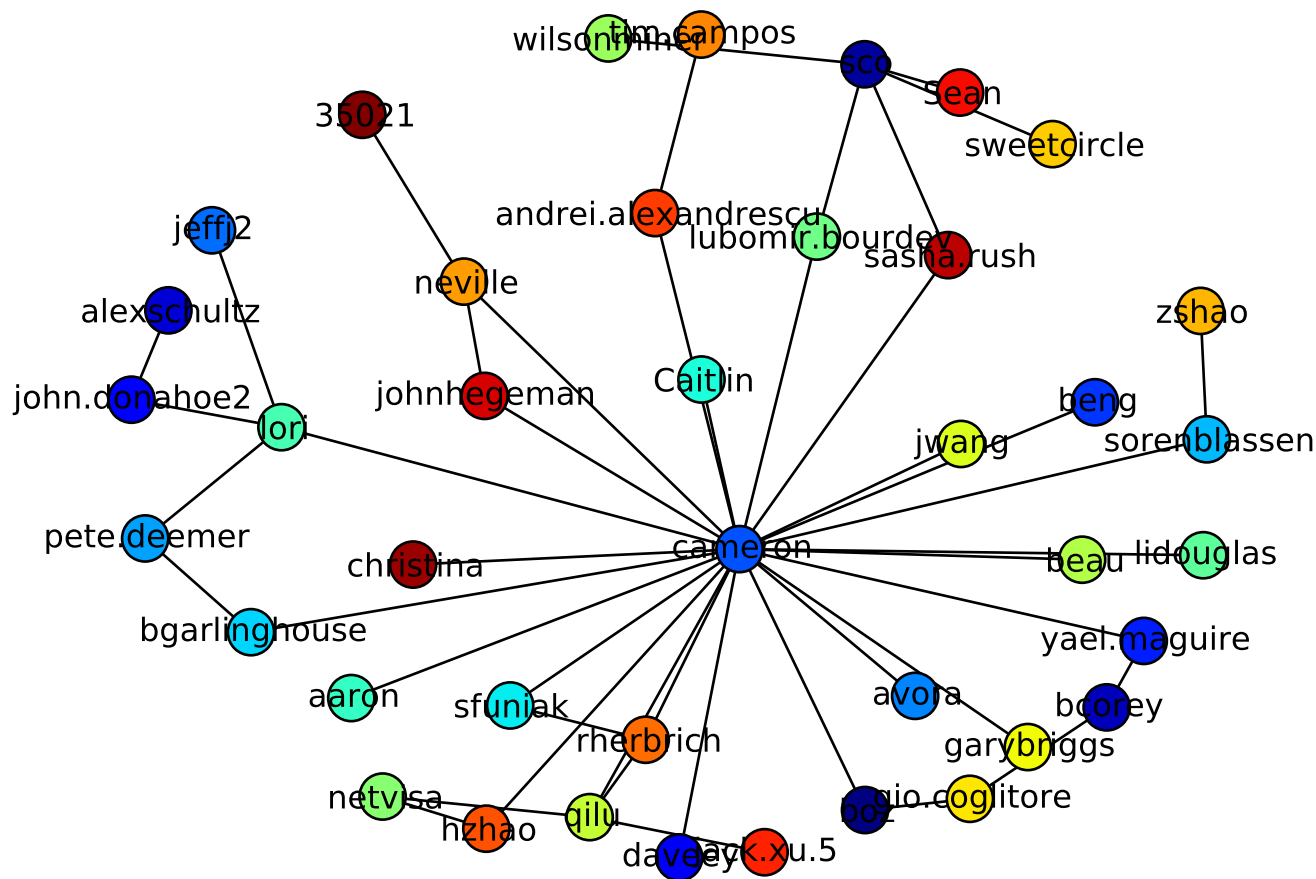 tim.campos
wilsonminer
sco
Sean
35021
sweetcircle
andrei.alexandrescu
jeffj2
lubomir.bourdev
sasha.rush
neville
alexschultz
zshao
Caitlin
johnhegeman
john.donahoe2
beng
lori
jwang
sorenblassen
pete.deemer
cameron
lidouglas
beau
christina
bgarlinghouse
yael.maguire
avora
aaron
sfuniak
bcorey
rherbrich
garybriggs
netvisa
gio.coglitore
boz
qilu
hzhao
jack.xu.5